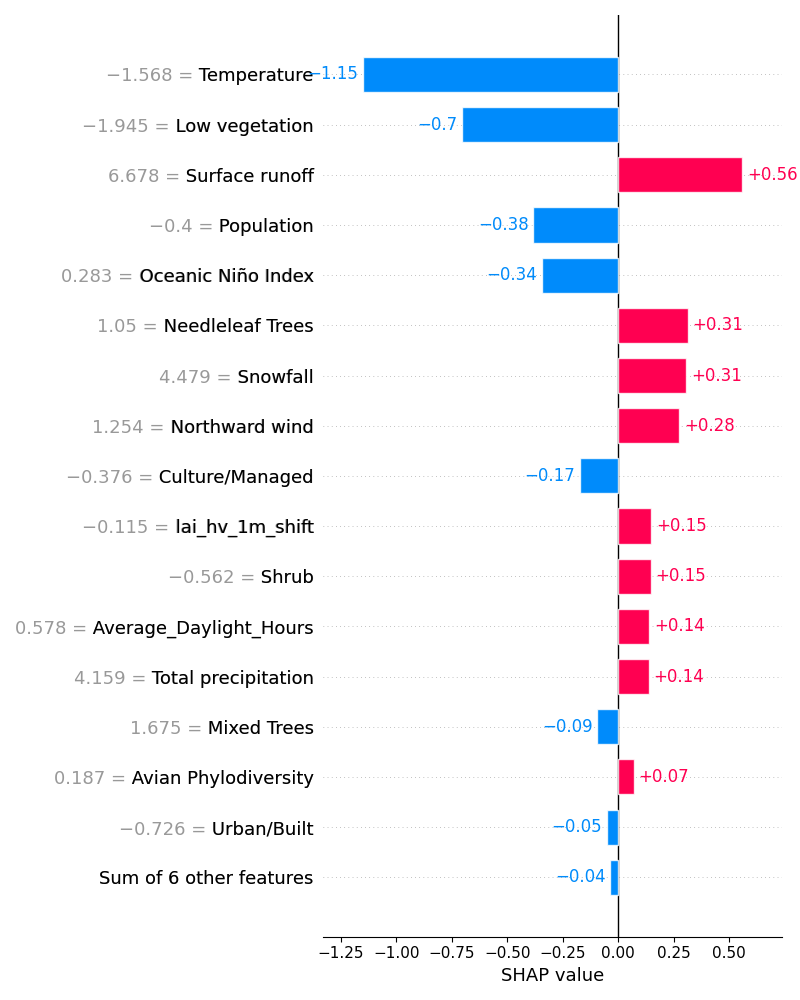 −1.568 = Temperature −1.15
−1.945 = Low vegetation −0.7
6.678 = Surface runoff +0.56
−0.4 = Population −0.38
0.283 = Oceanic Niño Index −0.34
1.05 = Needleleaf Trees +0.31
4.479 = Snowfall +0.31
1.254 = Northward wind +0.28
−0.376 = Culture/Managed −0.17
−0.115 = lai_hv_1m_shift +0.15
−0.562 = Shrub +0.15
0.578 = Average_Daylight_Hours +0.14
4.159 = Total precipitation +0.14
1.675 = Mixed Trees −0.09
0.187 = Avian Phylodiversity +0.07
−0.726 = Urban/Built −0.05
Sum of 6 other features −0.04
−1.25 −1.00 −0.75 −0.50 −0.25 0.00 0.25 0.50
SHAP value